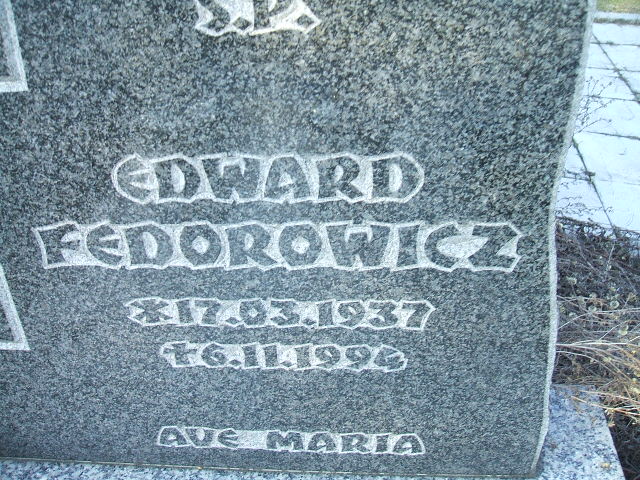 Ś.P.
EDWARD
FEDOROWICZ
* 17.03.1937
† 6.11.1996
AVE MARIA